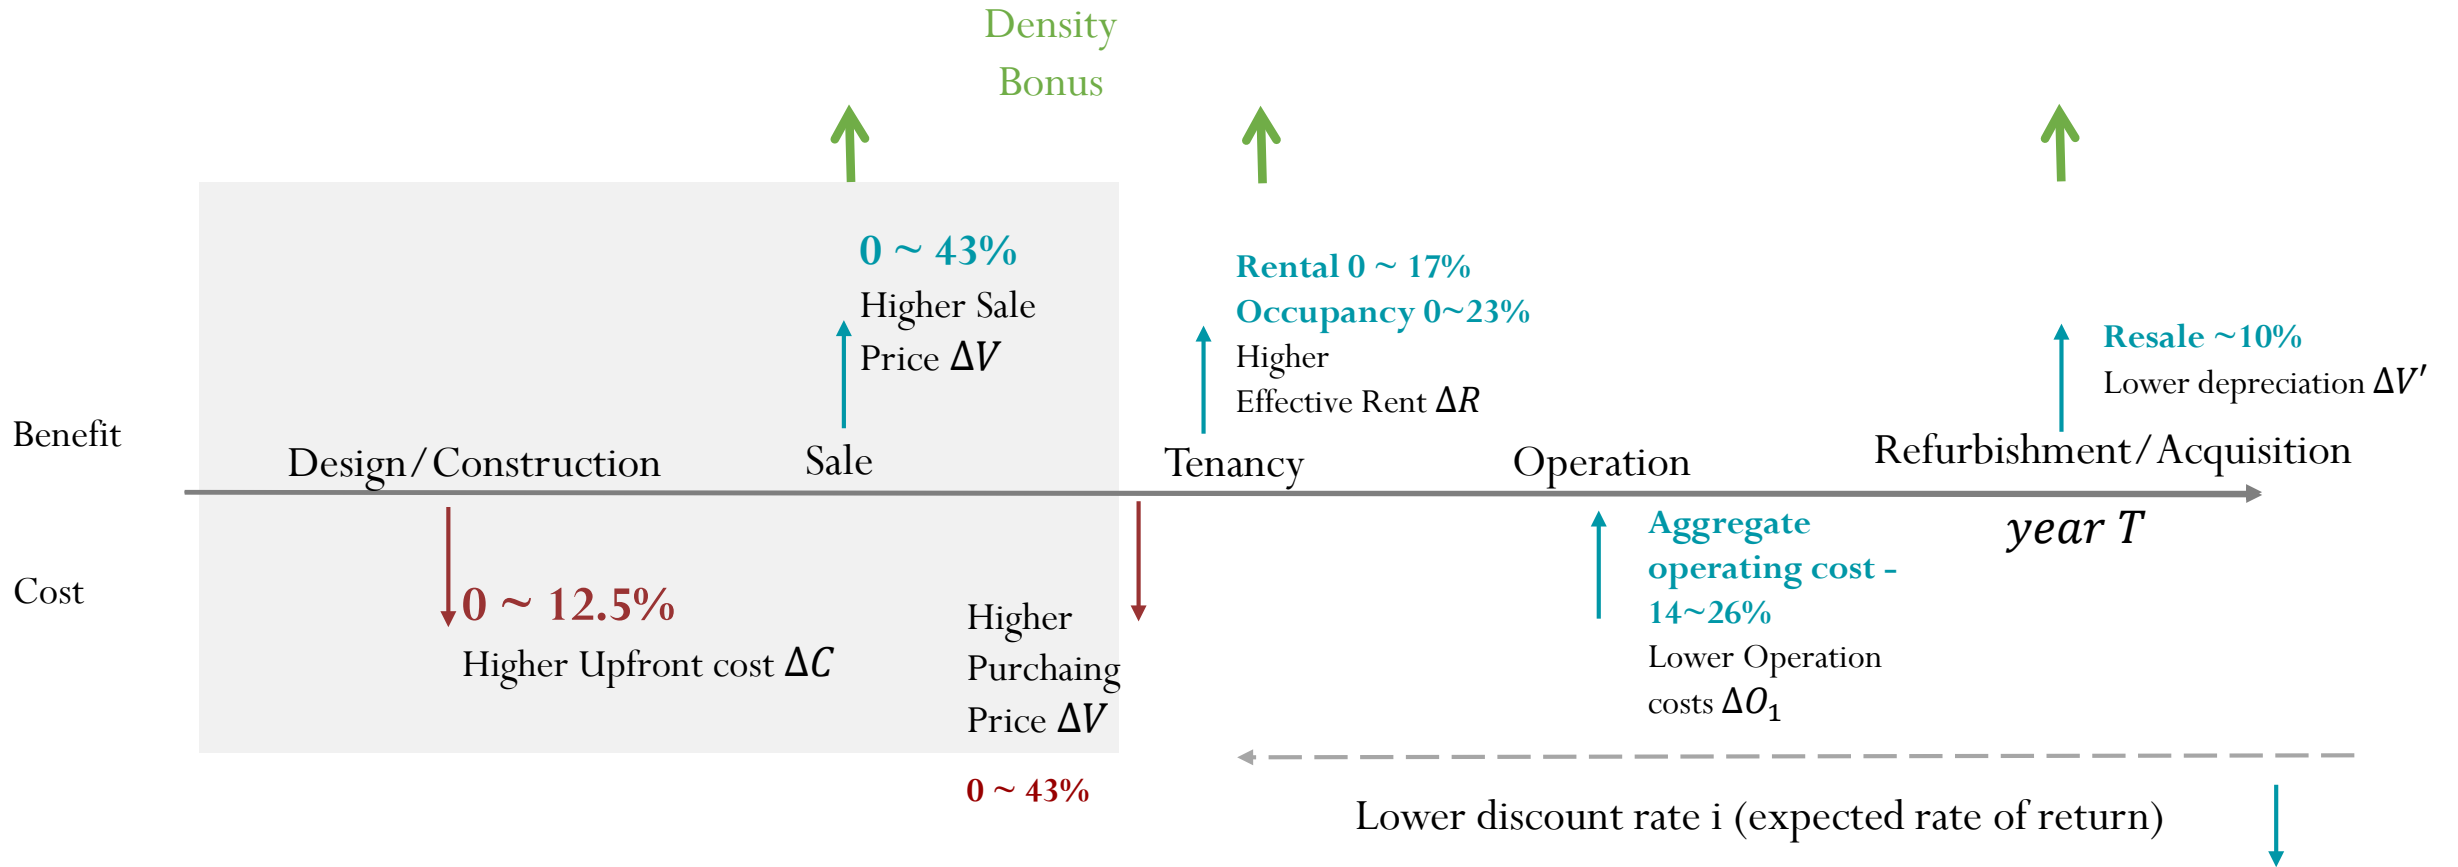 Density
Bonus
0 ~ 43%
Higher Sale
Price ΔV
Rental 0 ~ 17%
Occupancy 0~23%
Higher
Effective Rent ΔR
Resale ~10%
Lower depreciation ΔV′
Benefit
Design/Construction
Sale
Tenancy
Operation
Refurbishment/Acquisition
year T
Cost
0 ~ 12.5%
Higher Upfront cost ΔC
Higher
Purchaing
Price ΔV
0 ~ 43%
Aggregate
operating cost -
14~26%
Lower Operation
costs ΔO₁
Lower discount rate i (expected rate of return)